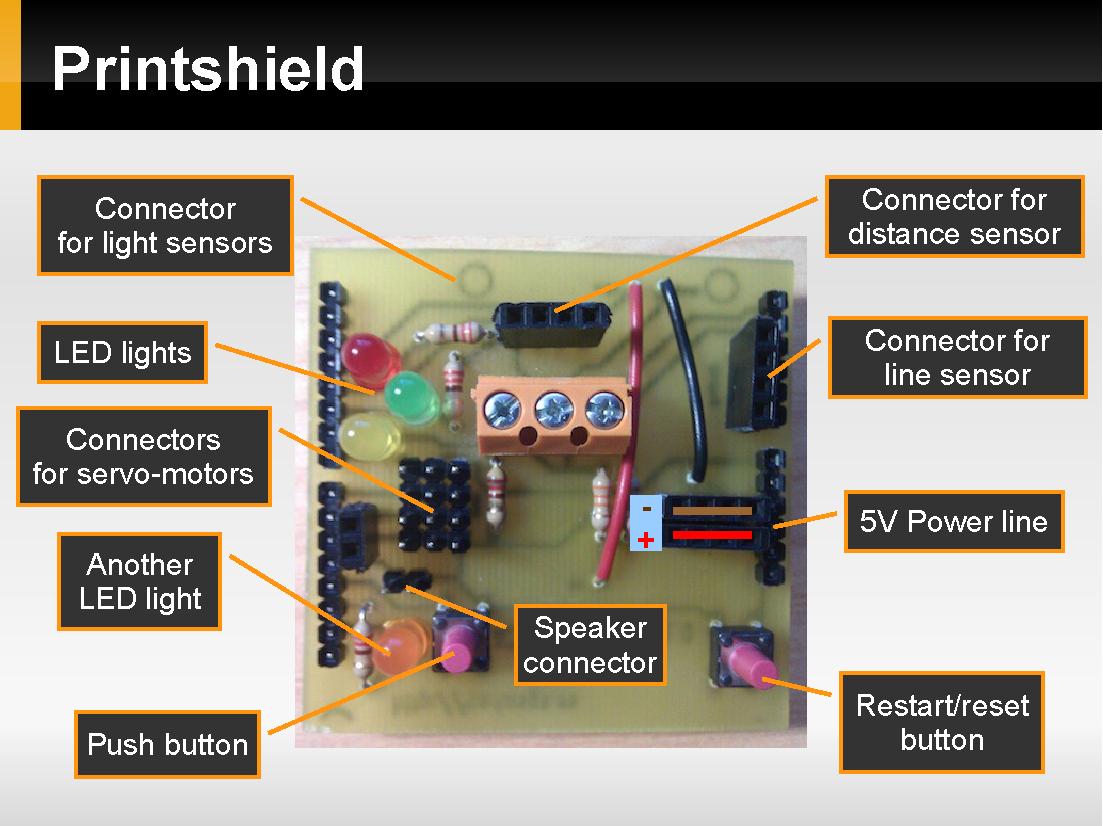 Printshield
Connector
for light sensors
Connector for
distance sensor
LED lights
Connector for
line sensor
Connectors
for servo-motors
-
+
5V Power line
Another
LED light
Speaker
connector
Push button
Restart/reset
button